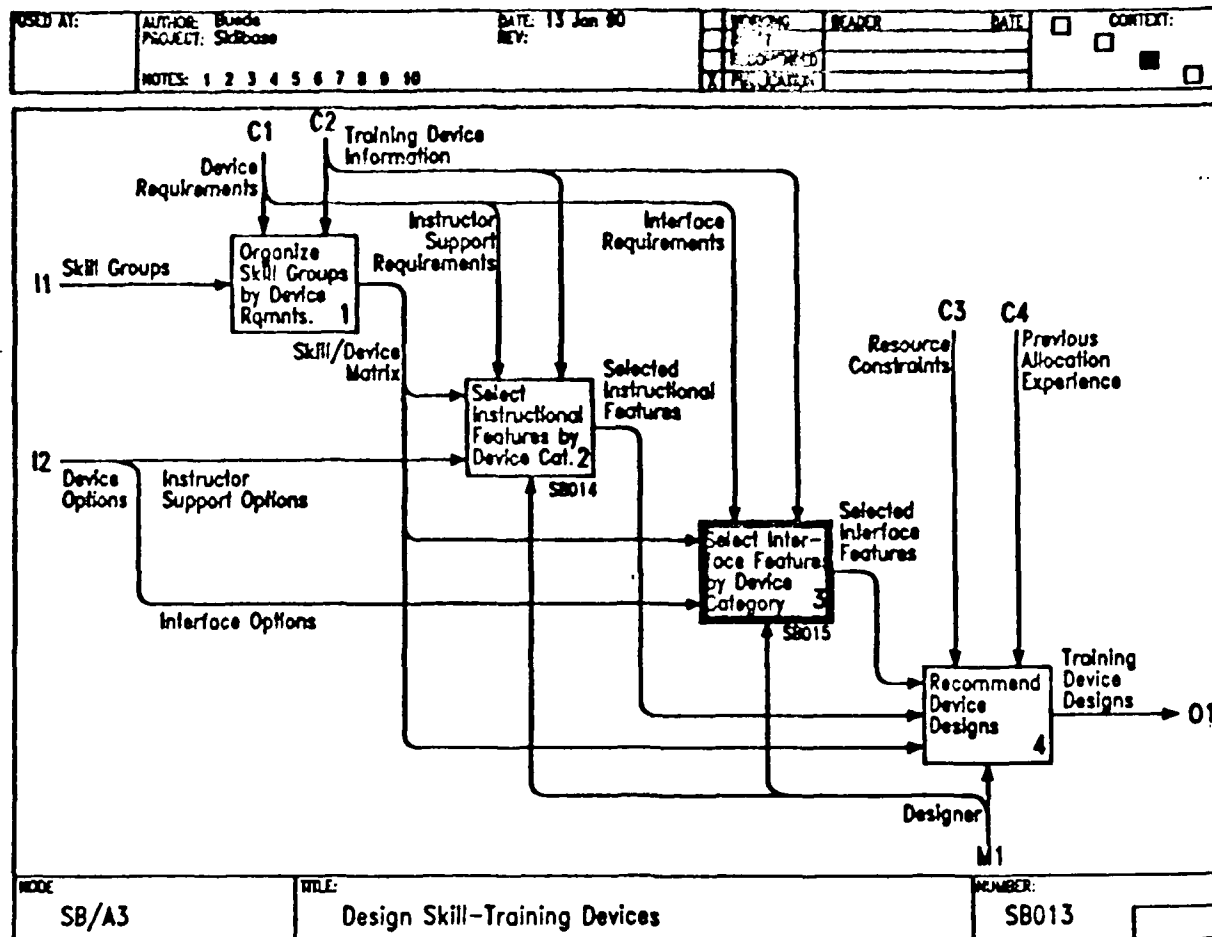 USED AT:
AUTHOR: Buede
DATE: 13 Jan 90
PROJECT: Skillbase
REV:
NOTES: 1 2 3 4 5 6 7 8 9 10
WORKING
READER
DATE
CONTEXT:
RECOMMENDED
X PUBLICATION
C1
C2
Training Device
Information
Device
Requirements
Instructor
Support
Requirements
Interface
Requirements
I1
Skill Groups
Organize
Skill Groups
by Device
Rqmnts. 1
Skill/Device
Matrix
C3
C4
Resource
Constraints
Previous
Allocation
Experience
Select
Instructional
Features by
Device Cat. 2
SB014
Selected
Instructional
Features
I2
Device
Options
Instructor
Support Options
Interface Options
Select Inter-
face Features
by Device
Category 3
SB015
Selected
Interface
Features
Recommend
Device
Designs
4
Training
Device
Designs
O1
Designer
M1
NODE
SB/A3
TITLE:
Design Skill-Training Devices
NUMBER:
SB013